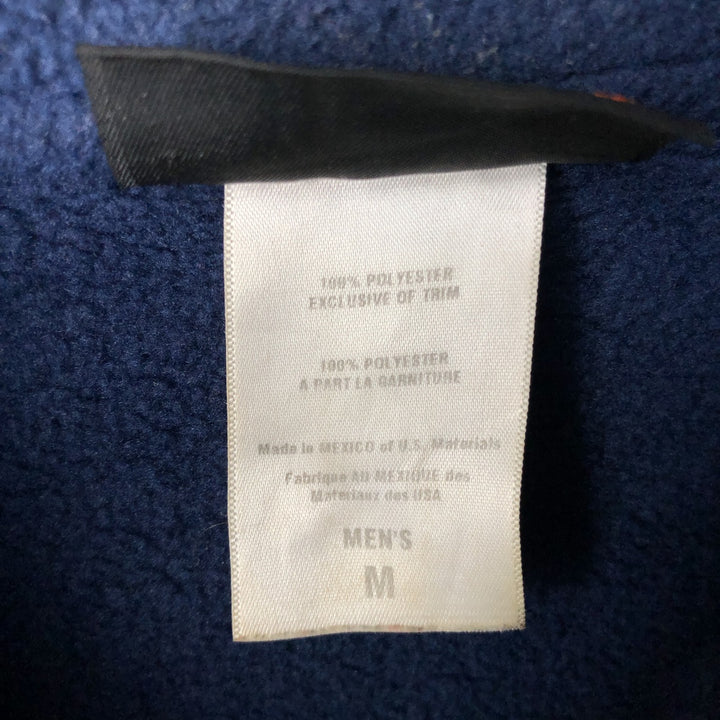 100% POLYESTER
EXCLUSIVE OF TRIM
100% POLYESTER
A PART LA GARNITURE
Made in MEXICO of U.S. Materials
Fabrique AU MEXIQUE des
Materiaux des USA
MEN'S
M